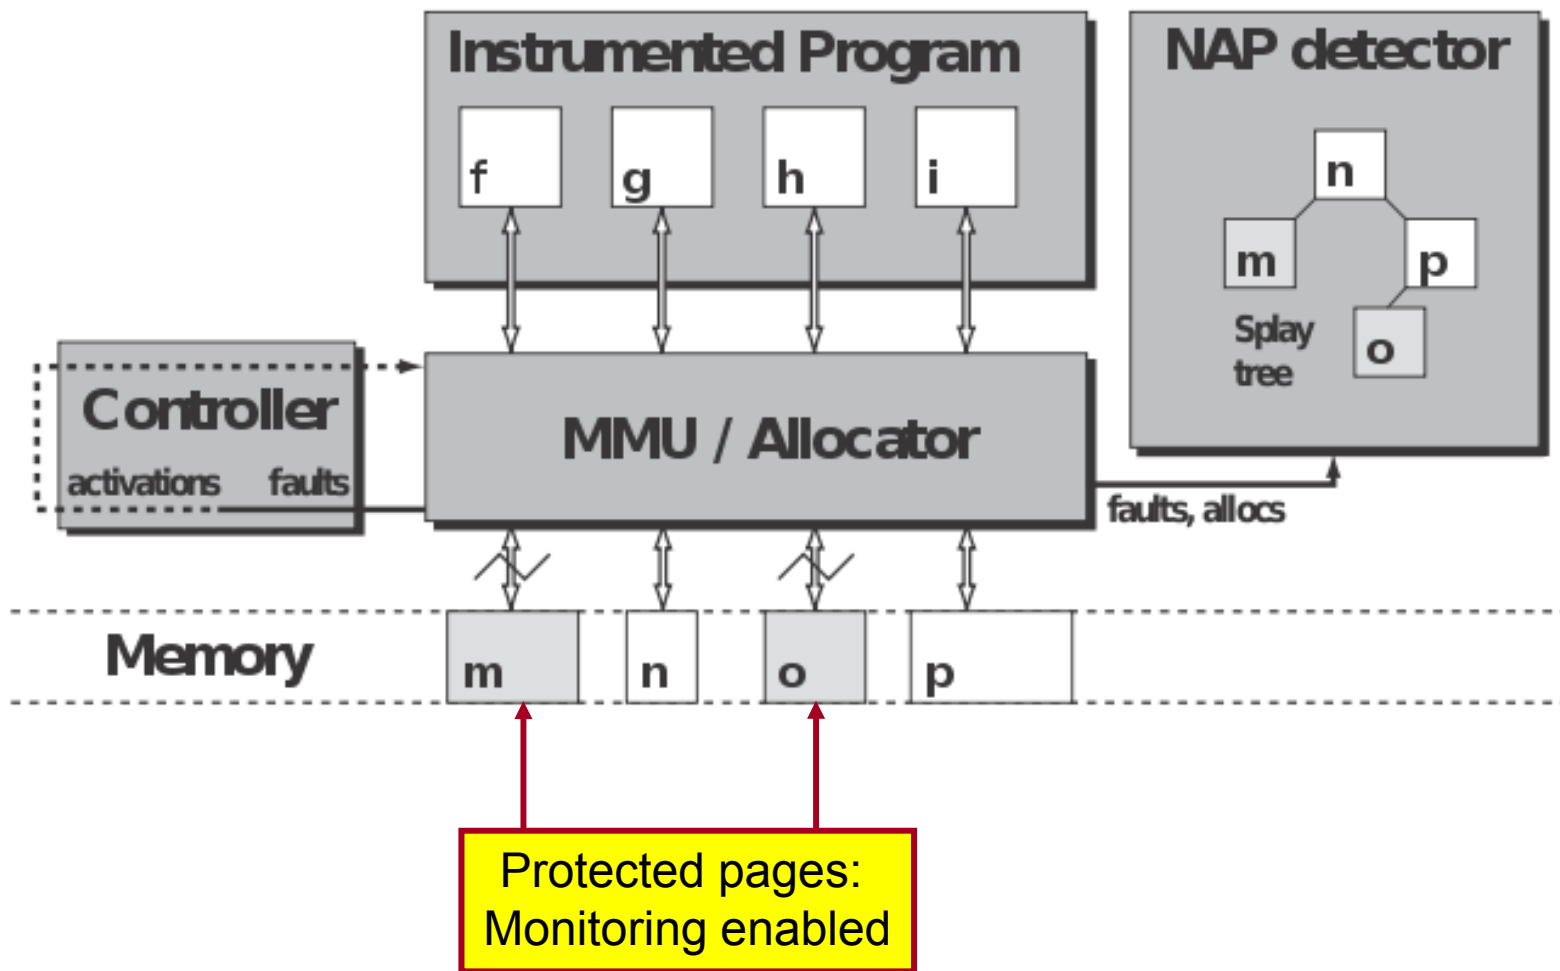 Instrumented Program
NAP detector
f
g
h
i
n
m
p
Splay
tree
o
Controller
activations
faults
MMU / Allocator
faults, allocs
Memory
m
n
o
p
Protected pages:
Monitoring enabled